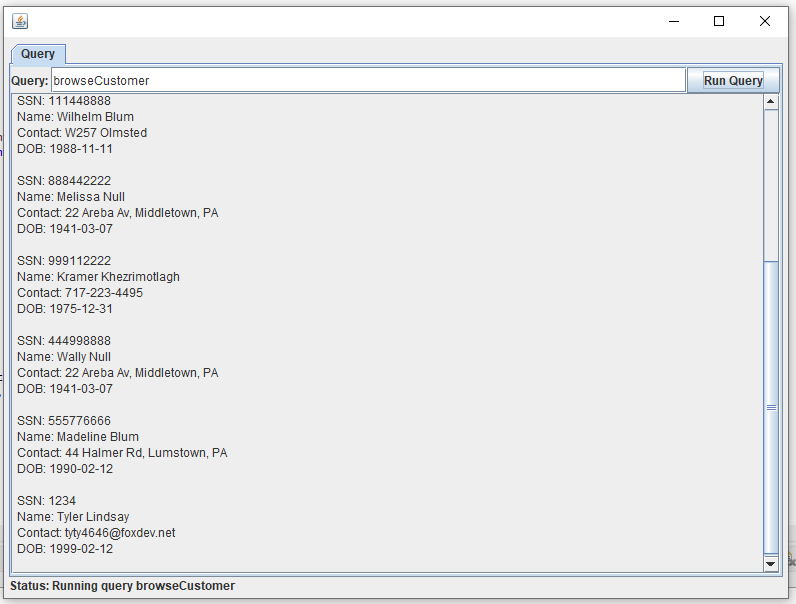 Query
Query: browseCustomer Run Query
SSN: 111448888
Name: Wilhelm Blum
Contact: W257 Olmsted
DOB: 1988-11-11
SSN: 888442222
Name: Melissa Null
Contact: 22 Areba Av, Middletown, PA
DOB: 1941-03-07
SSN: 999112222
Name: Kramer Khezrimotlagh
Contact: 717-223-4495
DOB: 1975-12-31
SSN: 444998888
Name: Wally Null
Contact: 22 Areba Av, Middletown, PA
DOB: 1941-03-07
SSN: 555776666
Name: Madeline Blum
Contact: 44 Halmer Rd, Lumstown, PA
DOB: 1990-02-12
SSN: 1234
Name: Tyler Lindsay
Contact: tyty4646@foxdev.net
DOB: 1999-02-12
Status: Running query browseCustomer